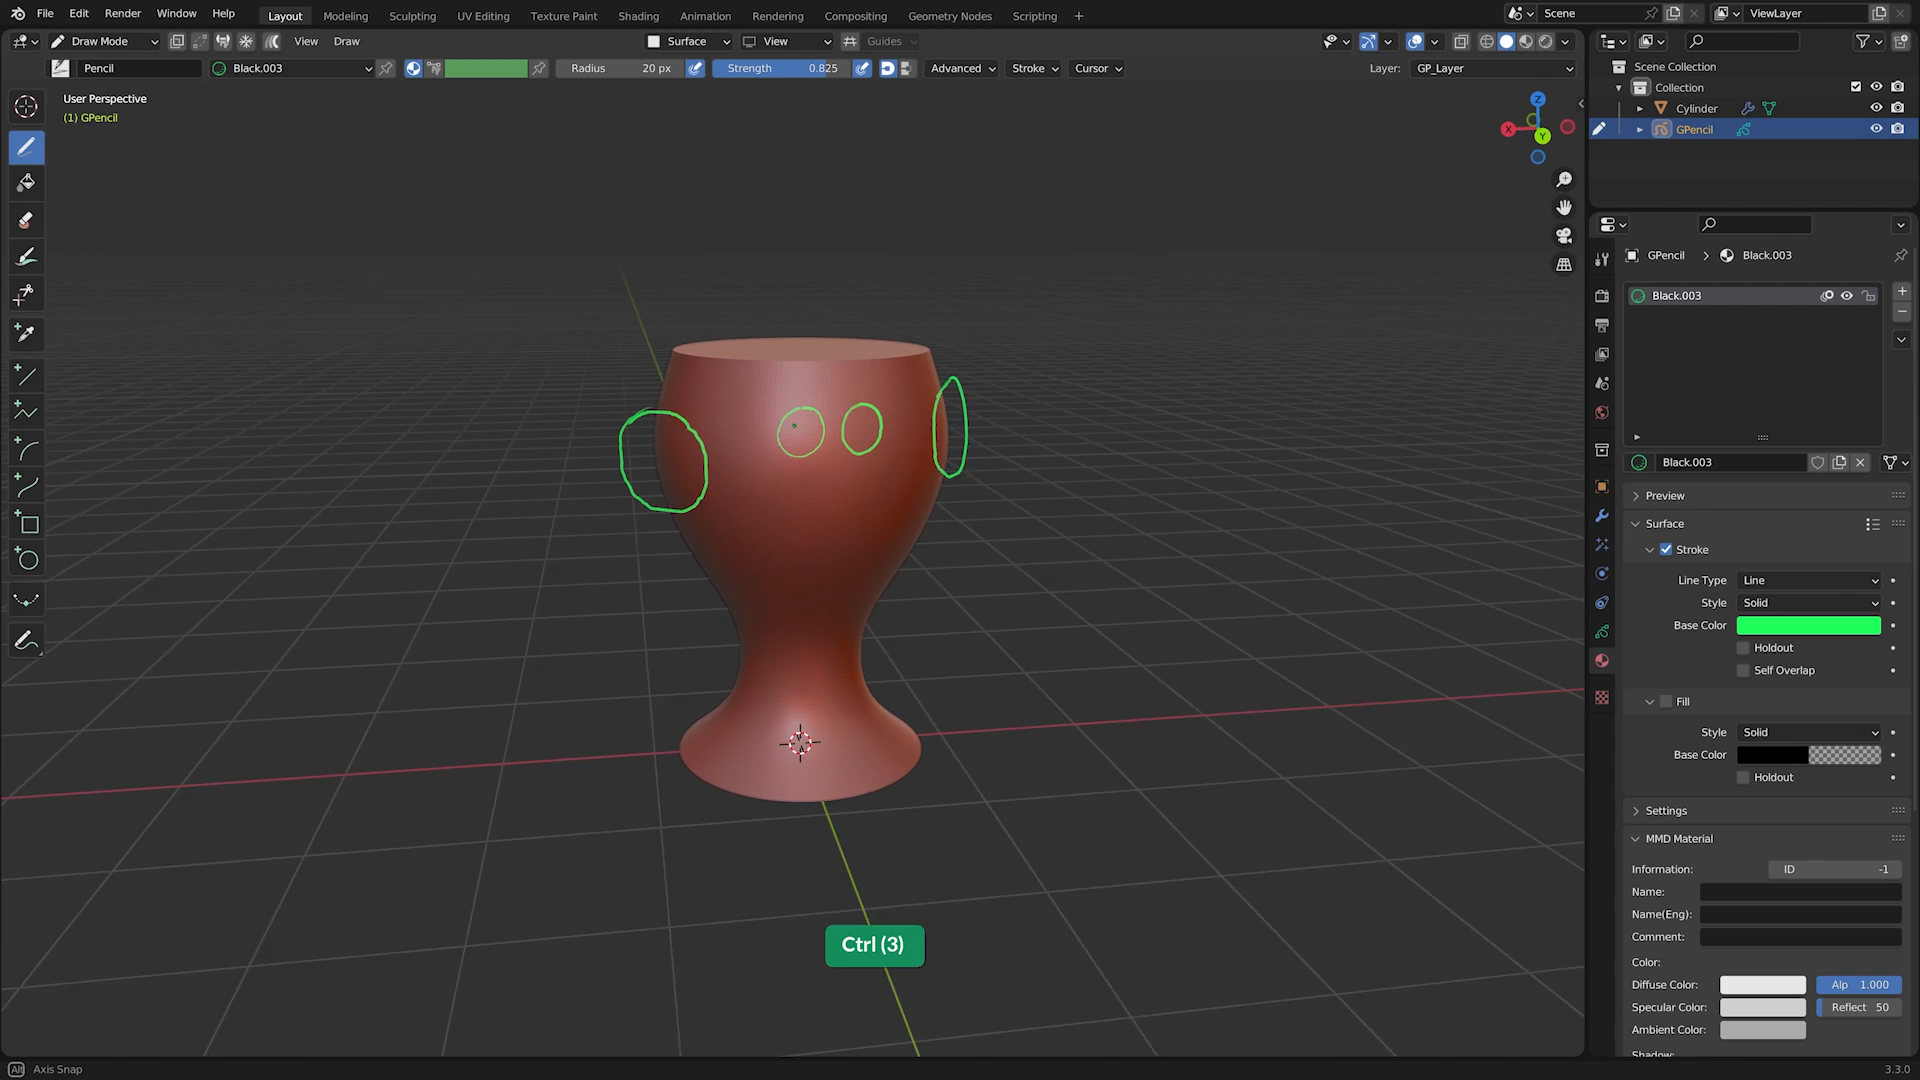 File Edit Render Window Help Layout Modeling Sculpting UV Editing Texture Paint Shading Animation Rendering Compositing Geometry Nodes Scripting + Scene ViewLayer
Draw Mode View Draw Surface View Guides
Pencil Black.003 Radius 20 px Strength 0.825 Advanced Stroke Cursor Layer: GP_Layer
User Perspective
(1) GPencil
Z
X
Y
Scene Collection
Collection
Cylinder
GPencil
GPencil > Black.003
Black.003
Black.003
Preview
Surface
Stroke
Line Type Line
Style Solid
Base Color
Holdout
Self Overlap
Fill
Style Solid
Base Color
Holdout
Settings
MMD Material
Information: ID -1
Name:
Name(Eng):
Comment:
Color:
Diffuse Color: Alp 1.000
Specular Color: Reflect 50
Ambient Color:
Shadow:
Ctrl (3)
Alt Axis Snap
3.3.0